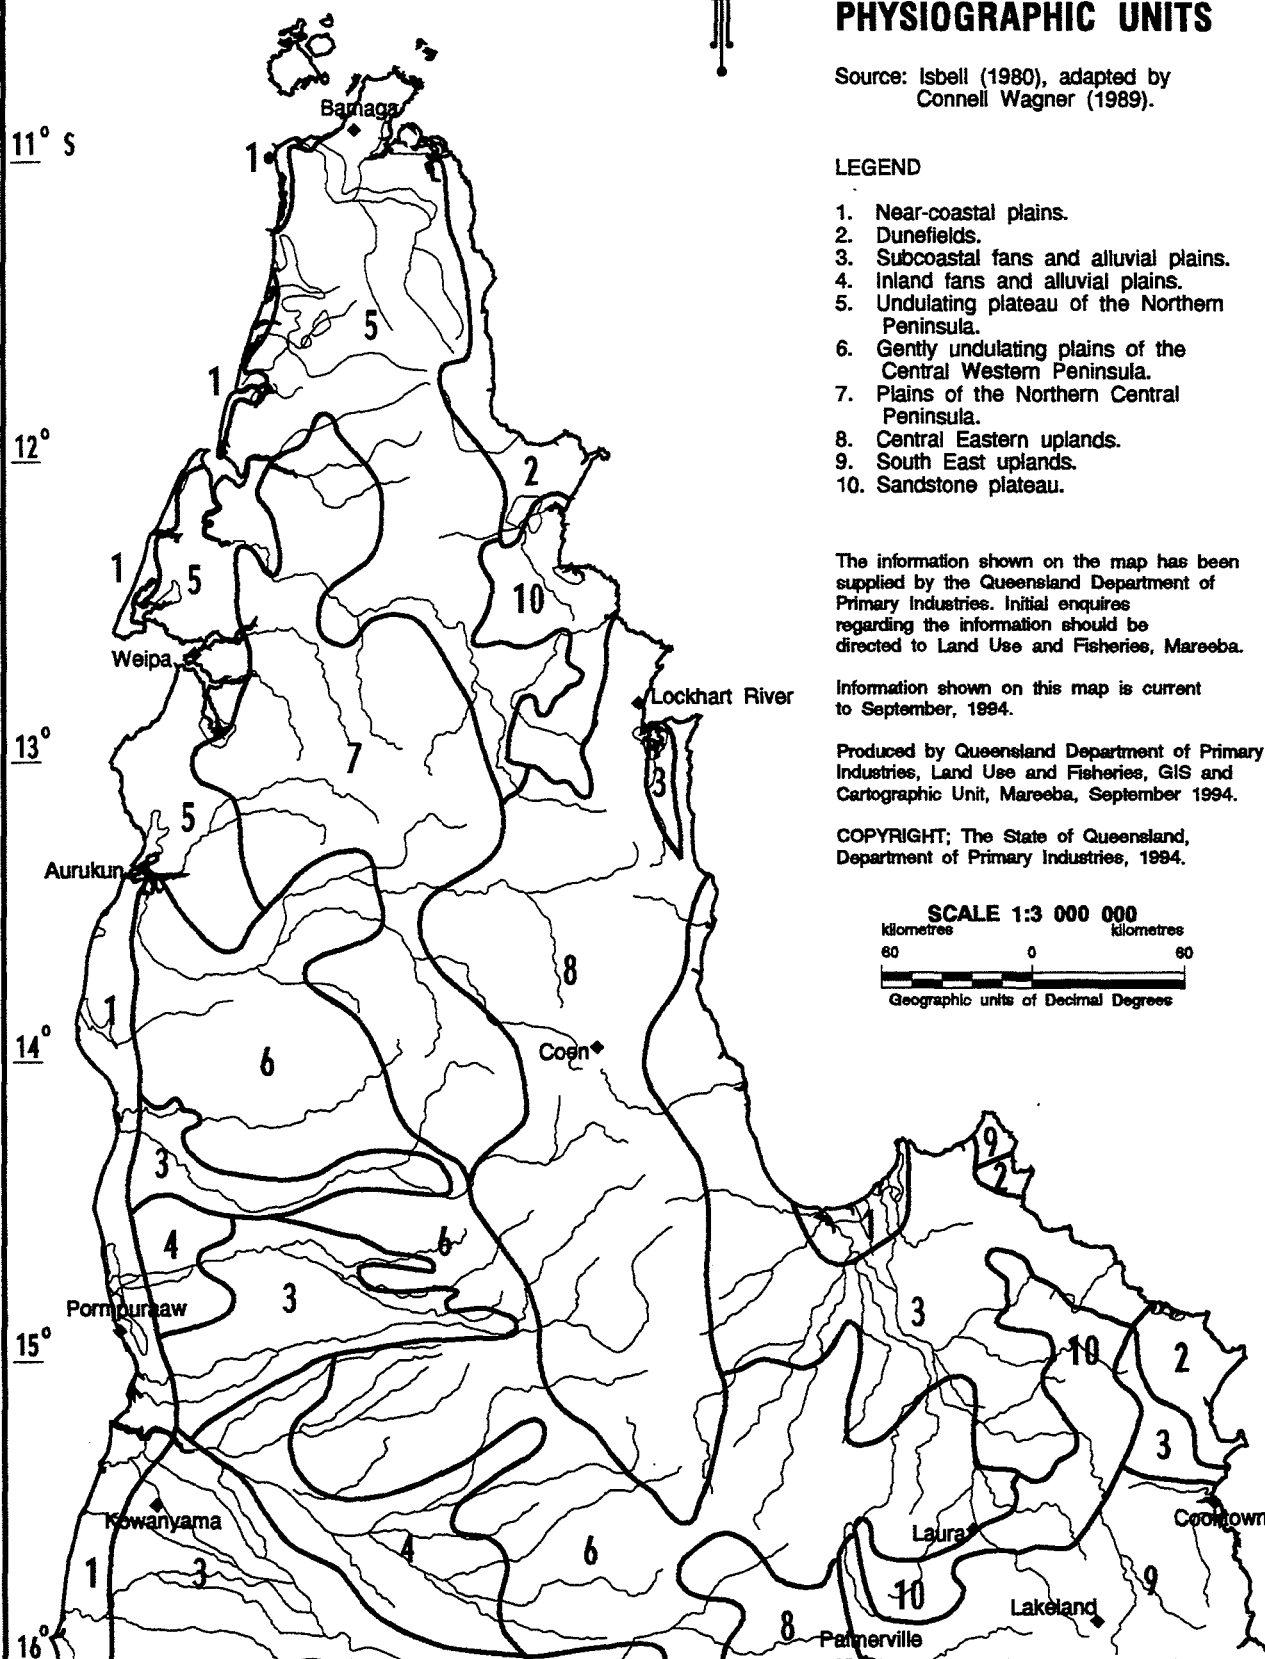 PHYSIOGRAPHIC UNITS
Source: Isbell (1980), adapted by
Connell Wagner (1989).
LEGEND
1. Near-coastal plains.
2. Dunefields.
3. Subcoastal fans and alluvial plains.
4. Inland fans and alluvial plains.
5. Undulating plateau of the Northern
Peninsula.
6. Gently undulating plains of the
Central Western Peninsula.
7. Plains of the Northern Central
Peninsula.
8. Central Eastern uplands.
9. South East uplands.
10. Sandstone plateau.
The information shown on the map has been
supplied by the Queensland Department of
Primary Industries. Initial enquires
regarding the information should be
directed to Land Use and Fisheries, Mareeba.
Information shown on this map is current
to September, 1994.
Produced by Queensland Department of Primary
Industries, Land Use and Fisheries, GIS and
Cartographic Unit, Mareeba, September 1994.
COPYRIGHT; The State of Queensland,
Department of Primary Industries, 1994.
SCALE 1:3 000 000
kilometres kilometres
60 0 60
Geographic units of Decimal Degrees
Bamaga
11° S
1
5
1
12°
2
1
5
10
Weipa
Lockhart River
13°
7
3
5
Aurukun
8
1
14°
Coen
6
9
3
2
1
4
6
3
3
Pormpuraaw
15°
10
2
3
Kowanyama
Cooktown
Laura
4
6
1
3
9
10
Lakeland
8
Palmerville
16°